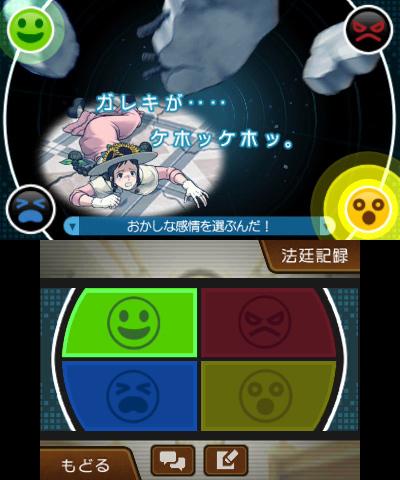 ガレキが‥‥
ケホッケホッ。
おかしな感情を選ぶんだ！
法廷記録
もどる